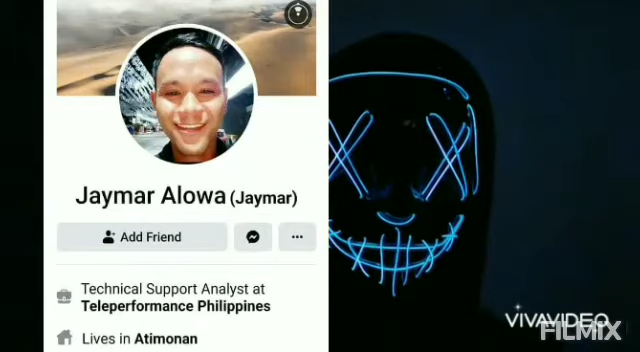 Jaymar Alowa (Jaymar)
Add Friend
Technical Support Analyst at
Teleperformance Philippines
Lives in Atimonan
VIVAVIDEO
FILMIX